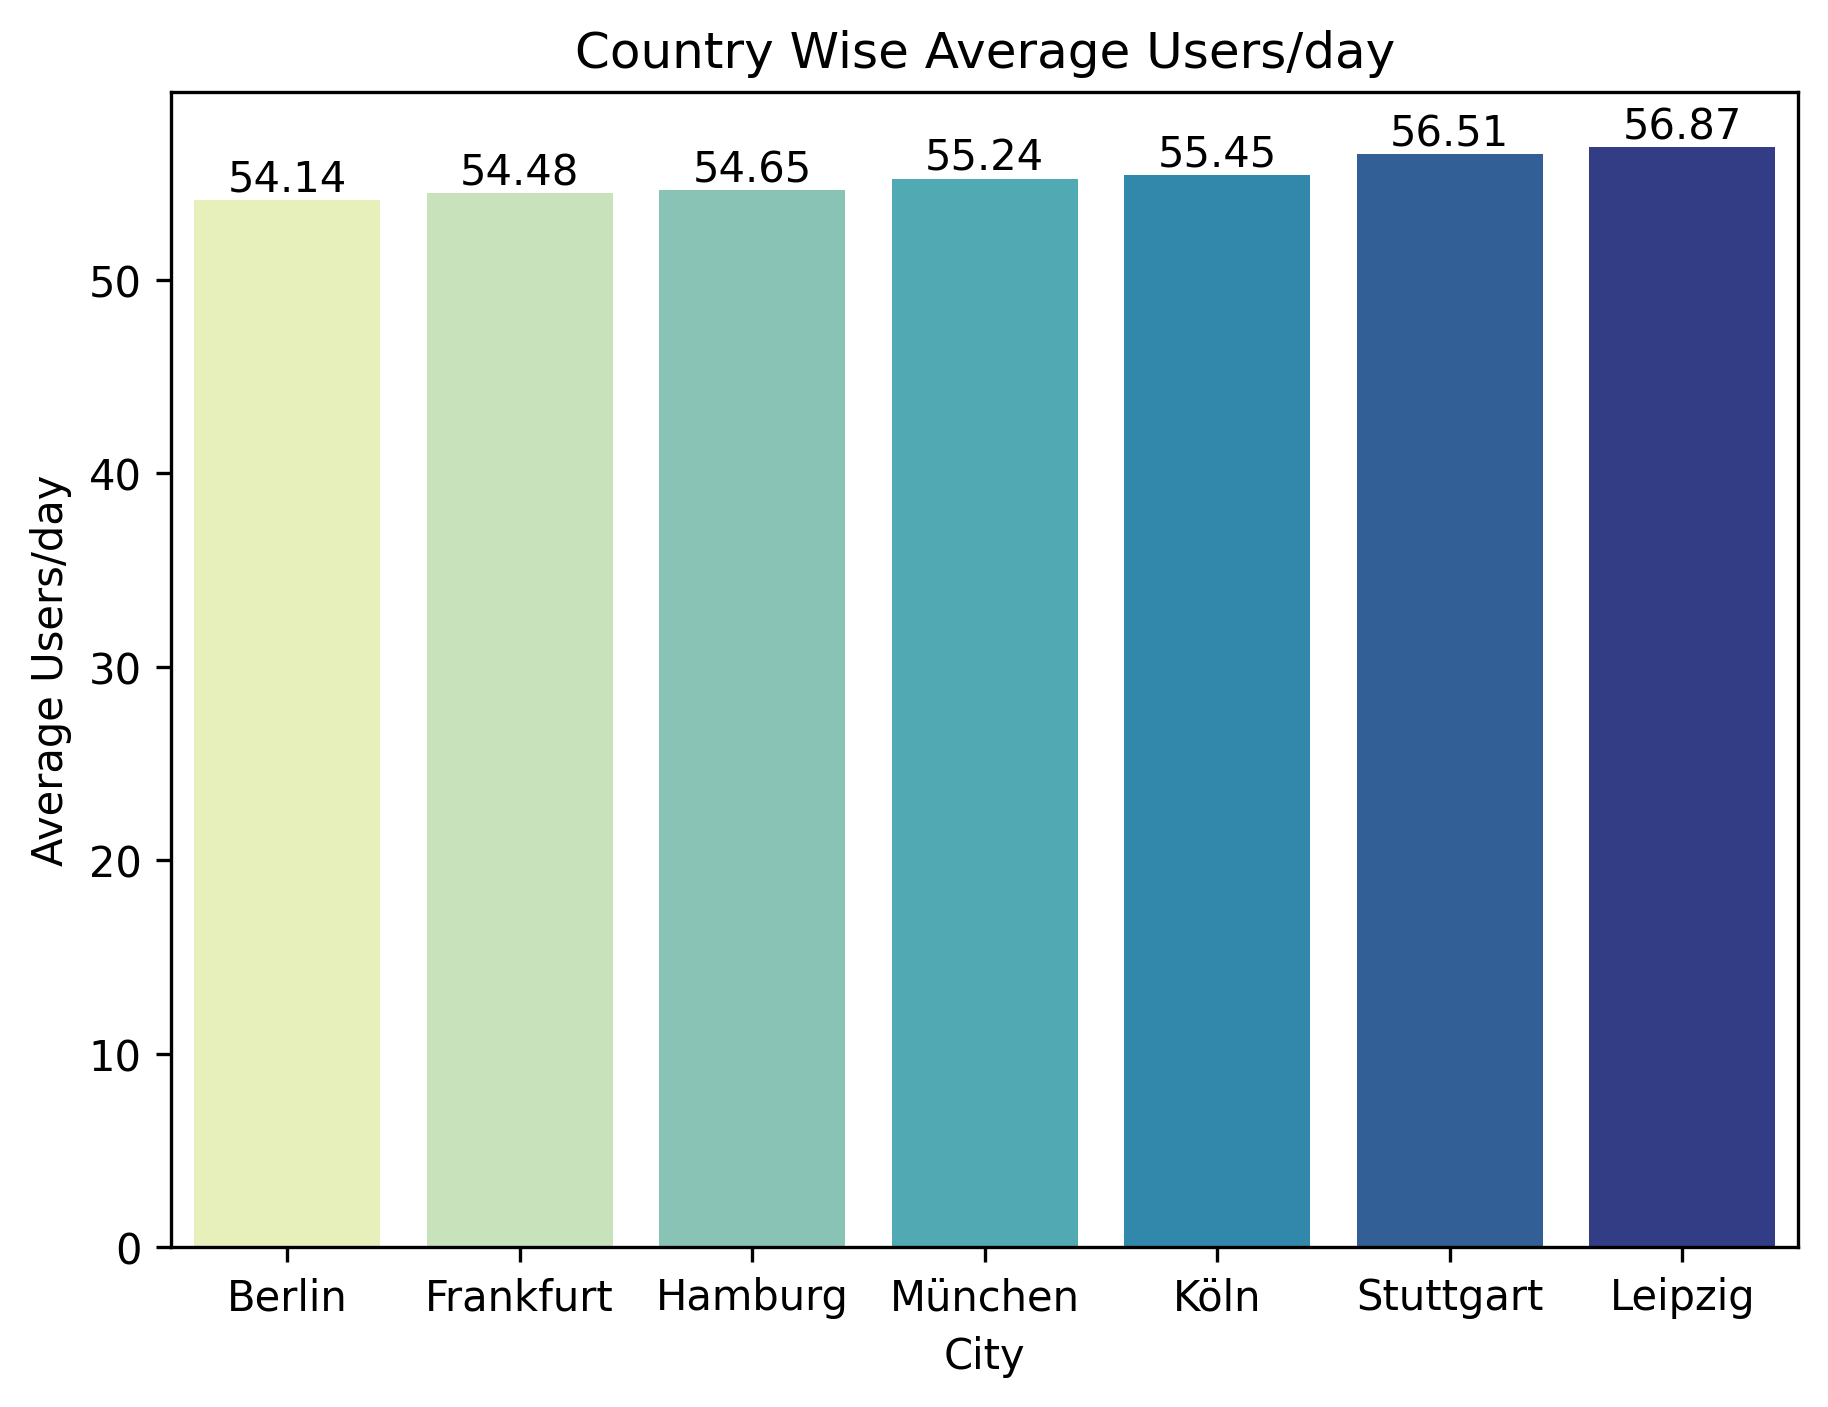 Country Wise Average Users/day
54.14
54.48
54.65
55.24
55.45
56.51
56.87
Average Users/day
50
40
30
20
10
0
Berlin
Frankfurt
Hamburg
München
Köln
Stuttgart
Leipzig
City